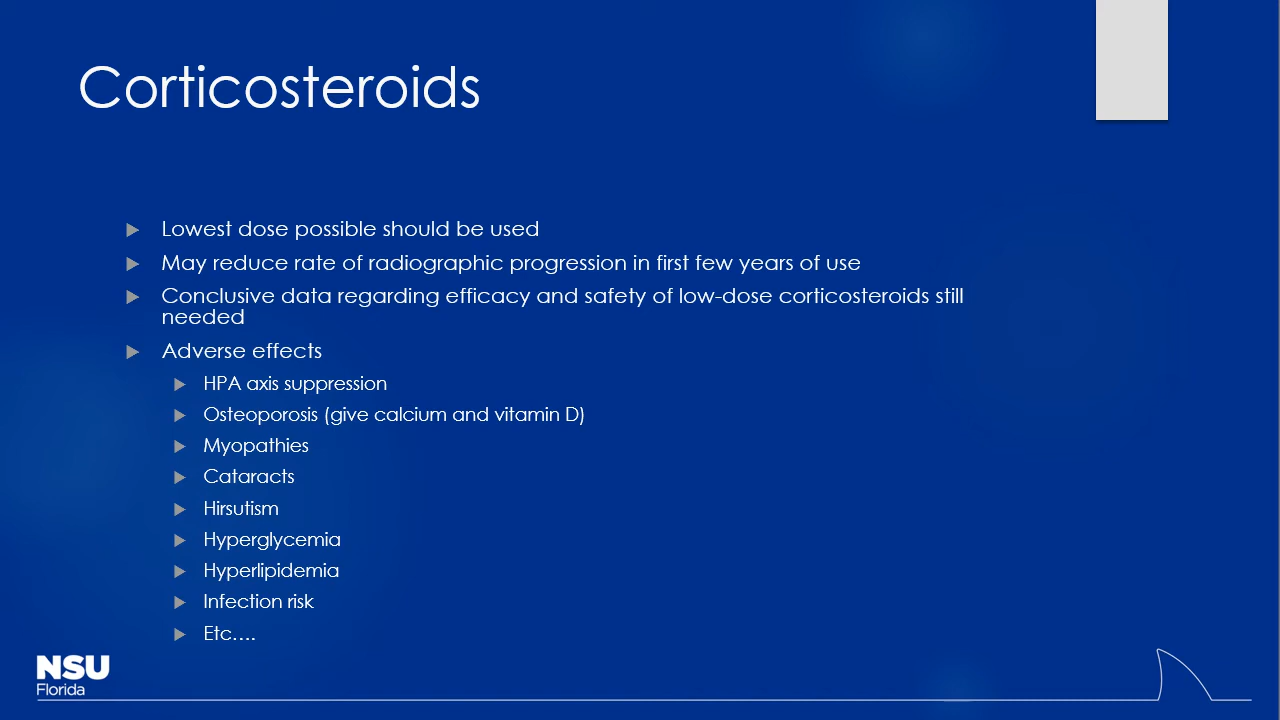 Corticosteroids
Lowest dose possible should be used
May reduce rate of radiographic progression in first few years of use
Conclusive data regarding efficacy and safety of low-dose corticosteroids still
needed
Adverse effects
HPA axis suppression
Osteoporosis (give calcium and vitamin D)
Myopathies
Cataracts
Hirsutism
Hyperglycemia
Hyperlipidemia
Infection risk
Etc….
NSU
Florida